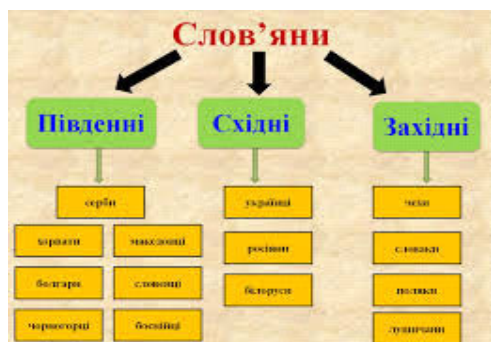 Слов’яни
Південні
Східні
Західні
серби
українці
чехи
хорвати
македонці
росіяни
словаки
болгари
словенці
білоруси
поляки
чорногорці
боснійці
лужичани